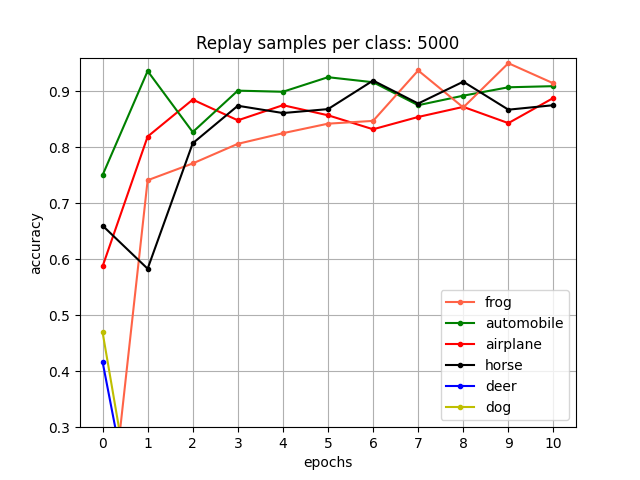 Replay samples per class: 5000
accuracy
0.9
0.8
0.7
0.6
0.5
0.4
0.3
frog
automobile
airplane
horse
deer
dog
0 1 2 3 4 5 6 7 8 9 10
epochs